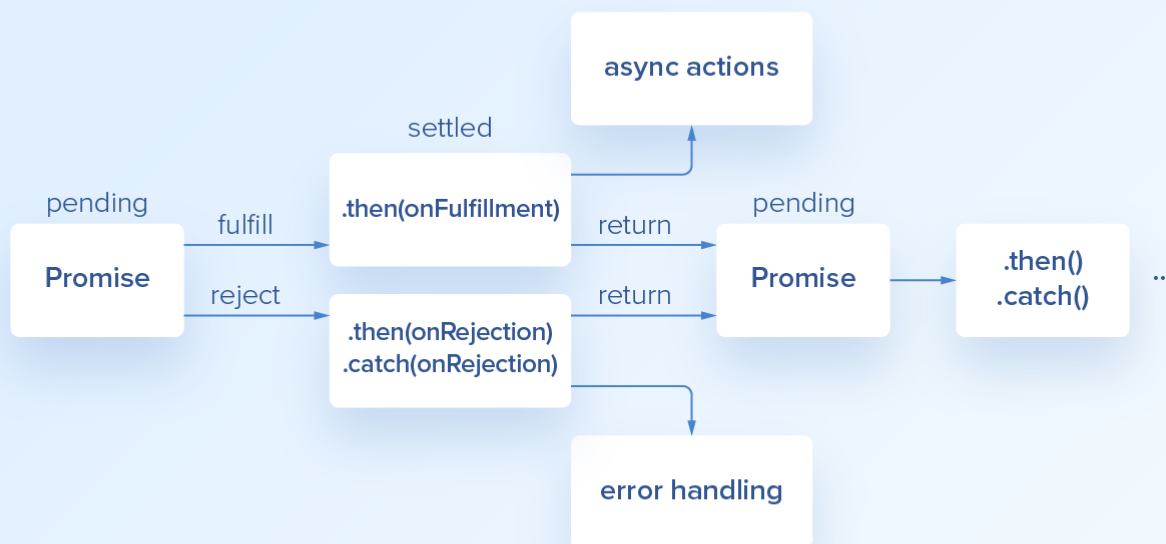 async actions
settled
pending
fulfill
.then(onFulfillment)
return
pending
Promise
reject
.then(onRejection)
.catch(onRejection)
return
Promise
.then()
.catch()
..
error handling